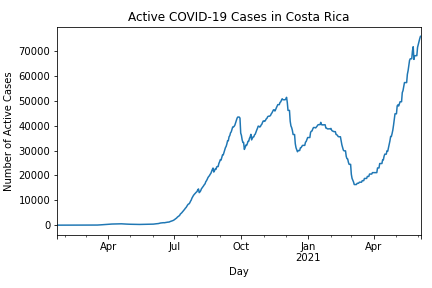 Active COVID-19 Cases in Costa Rica
Number of Active Cases
70000
60000
50000
40000
30000
20000
10000
0
Apr
Jul
Oct
Jan
2021
Apr
Day